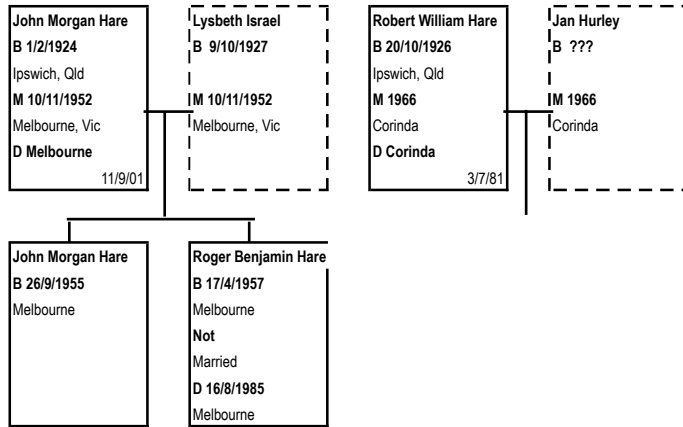 John Morgan Hare
B 1/2/1924
Ipswich, Qld
M 10/11/1952
Melbourne, Vic
D Melbourne
11/9/01
Lysbeth Israel
B 9/10/1927
M 10/11/1952
Melbourne, Vic
Robert William Hare
B 20/10/1926
Ipswich, Qld
M 1966
Corinda
D Corinda
3/7/81
Jan Hurley
B ???
M 1966
Corinda
John Morgan Hare
B 26/9/1955
Melbourne
Roger Benjamin Hare
B 17/4/1957
Melbourne
Not
Married
D 16/8/1985
Melbourne